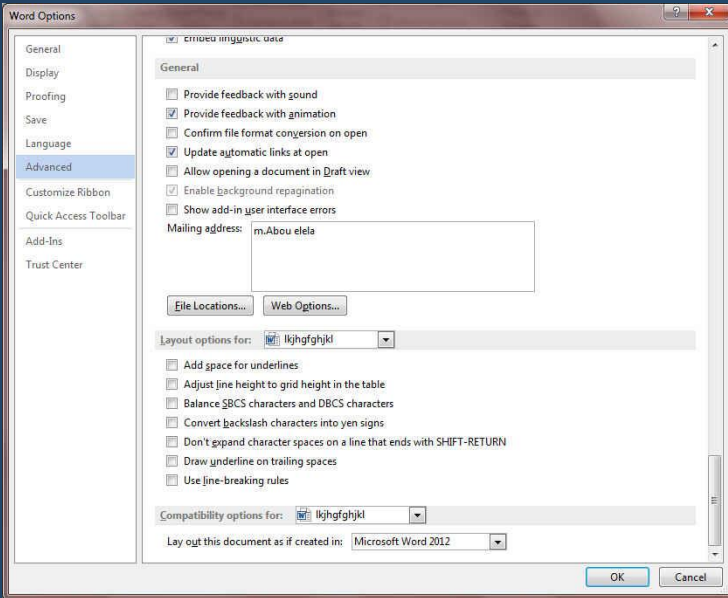 Word Options
General
Display
Proofing
Save
Language
Advanced
Customize Ribbon
Quick Access Toolbar
Add-Ins
Trust Center
Embed linguistic data
General
Provide feedback with sound
Provide feedback with animation
Confirm file format conversion on open
Update automatic links at open
Allow opening a document in Draft view
Enable background repagination
Show add-in user interface errors
Mailing address: m.Abou elela
File Locations... Web Options...
Layout options for: lkjhgfghjkl
Add space for underlines
Adjust line height to grid height in the table
Balance SBCS characters and DBCS characters
Convert backslash characters into yen signs
Don't expand character spaces on a line that ends with SHIFT-RETURN
Draw underline on trailing spaces
Use line-breaking rules
Compatibility options for: lkjhgfghjkl
Lay out this document as if created in: Microsoft Word 2012
OK Cancel